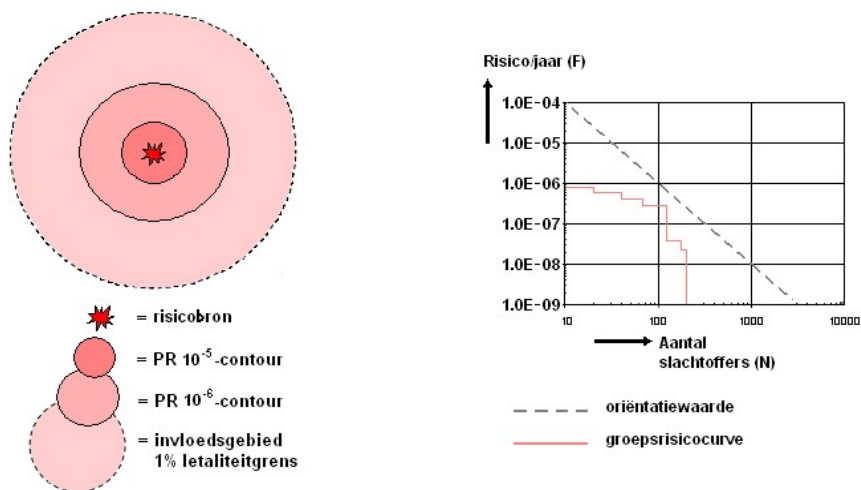 = risicobron
= PR 10⁻⁵-contour
= PR 10⁻⁶-contour
= invloedsgebied
1% letaliteitgrens
Risico/jaar (F)
1.0E-04
1.0E-05
1.0E-06
1.0E-07
1.0E-08
1.0E-09
10 100 1000 10000
Aantal
slachtoffers (N)
oriëntatiewaarde
groepsrisicocurve